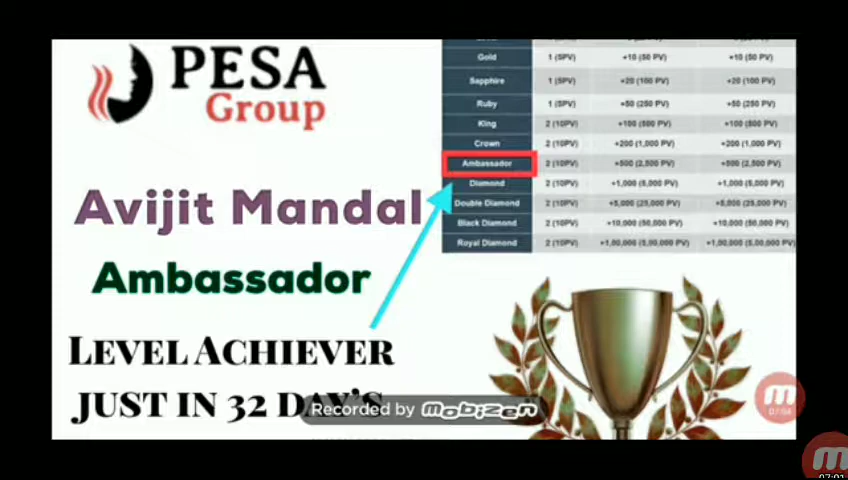 PESA
Group
Avijit Mandal
Ambassador
LEVEL ACHIEVER
JUST IN 32 DAY'S
Gold 1 (5PV) +10 (50 PV) +10 (50 PV)
Sapphire 1 (5PV) +20 (100 PV) +20 (100 PV)
Ruby 1 (5PV) +50 (250 PV) +50 (250 PV)
King 2 (10PV) +100 (500 PV) +100 (500 PV)
Crown 2 (10PV) +200 (1,000 PV) +200 (1,000 PV)
Ambassador 2 (10PV) +500 (2,500 PV) +500 (2,500 PV)
Diamond 2 (10PV) +1,000 (5,000 PV) +1,000 (5,000 PV)
Double Diamond 2 (10PV) +5,000 (25,000 PV) +5,000 (25,000 PV)
Black Diamond 2 (10PV) +10,000 (50,000 PV) +10,000 (50,000 PV)
Royal Diamond 2 (10PV) +1,00,000 (5,00,000 PV) +1,00,000 (5,00,000 PV)
Recorded by mobizen
07:04